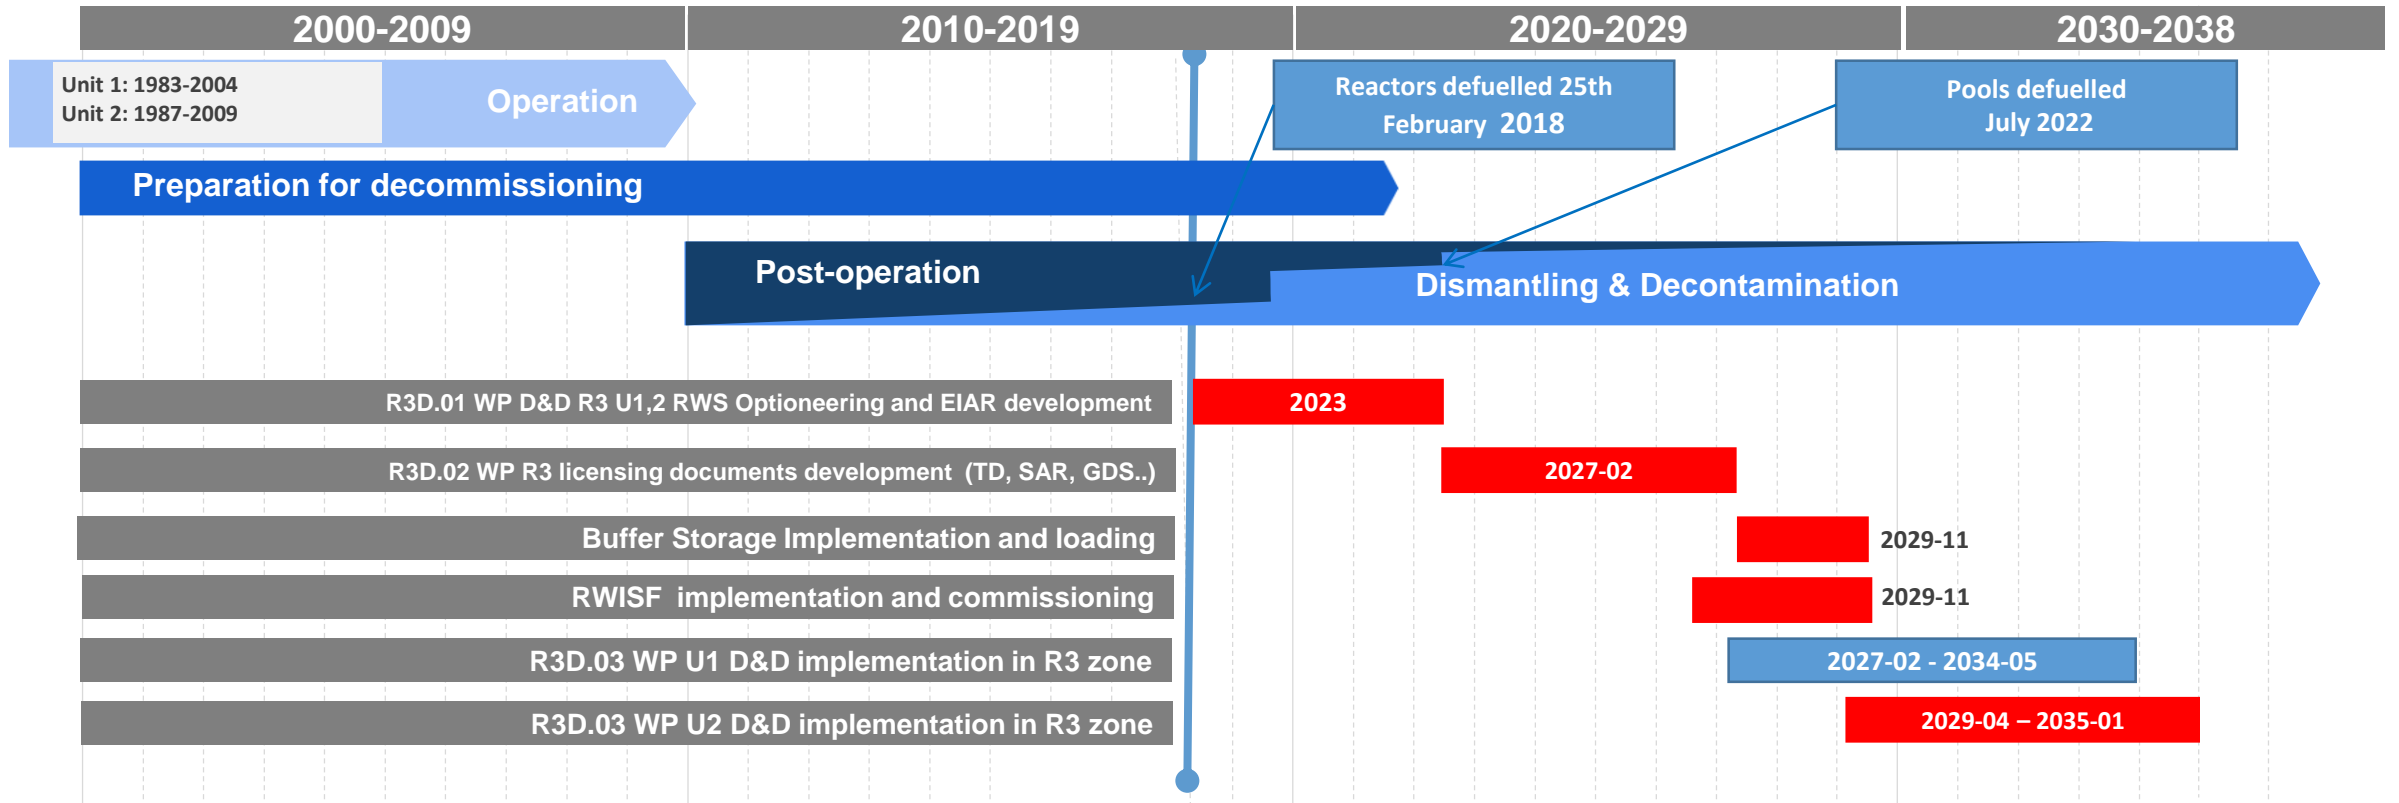 2000-2009
2010-2019
2020-2029
2030-2038
Unit 1: 1983-2004
Unit 2: 1987-2009
Operation
Reactors defuelled 25th
February 2018
Pools defuelled
July 2022
Preparation for decommissioning
Post-operation
Dismantling & Decontamination
R3D.01 WP D&D R3 U1,2 RWS Optioneering and EIAR development
2023
R3D.02 WP R3 licensing documents development (TD, SAR, GDS..)
2027-02
Buffer Storage Implementation and loading
2029-11
RWISF implementation and commissioning
2029-11
R3D.03 WP U1 D&D implementation in R3 zone
2027-02 - 2034-05
R3D.03 WP U2 D&D implementation in R3 zone
2029-04 – 2035-01